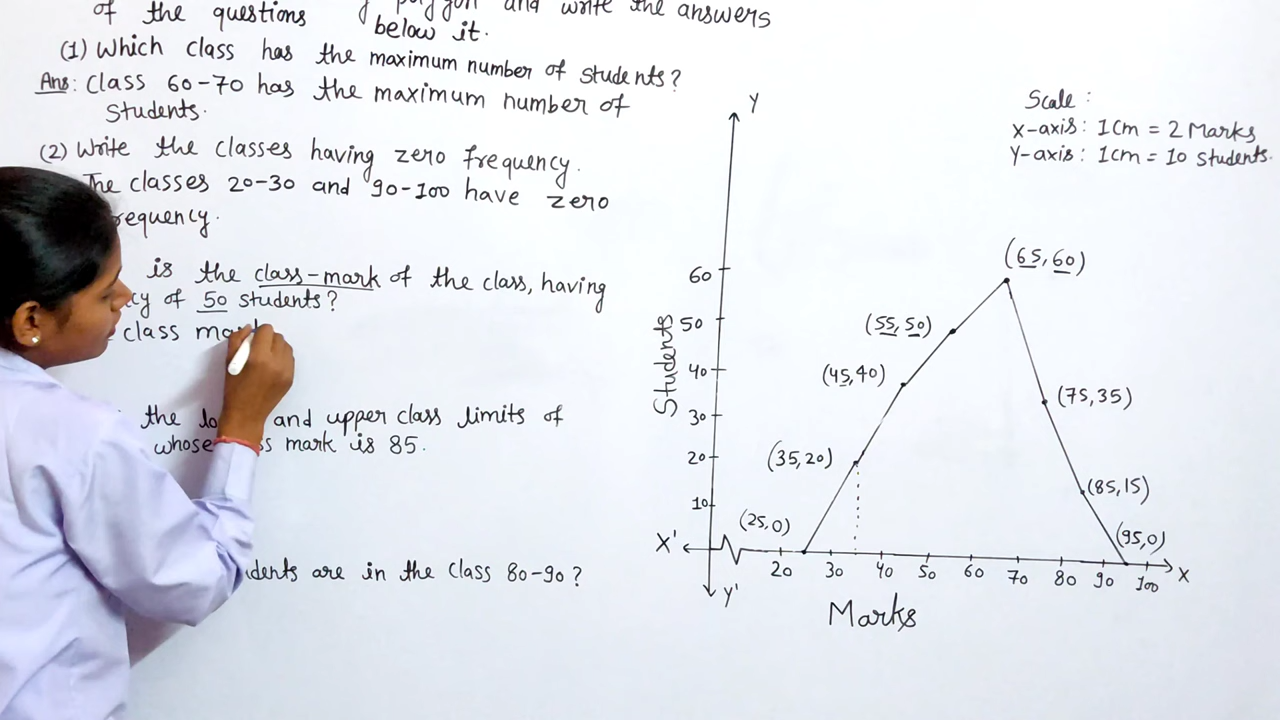 of the questions polygon and write the answers
below it.
(1) Which class has the maximum number of students?
Ans: Class 60-70 has the maximum number of
Students.
(2) Write the classes having zero frequency.
The classes 20-30 and 90-100 have zero
requency.
is the class-mark of the class, having
cy of 50 students?
class mar
the lo and upper class limits of
whose ss mark is 85.
dents are in the class 80-90?
Scale:
X-axis: 1cm = 2 Marks
Y-axis: 1cm = 10 students.
Y
60
50
40
30
20
10
Students
(65, 60)
(55, 50)
(45, 40)
(75, 35)
(35, 20)
(85, 15)
(25, 0)
(95, 0)
X'
Y'
20 30 40 50 60 70 80 90 100 X
Marks